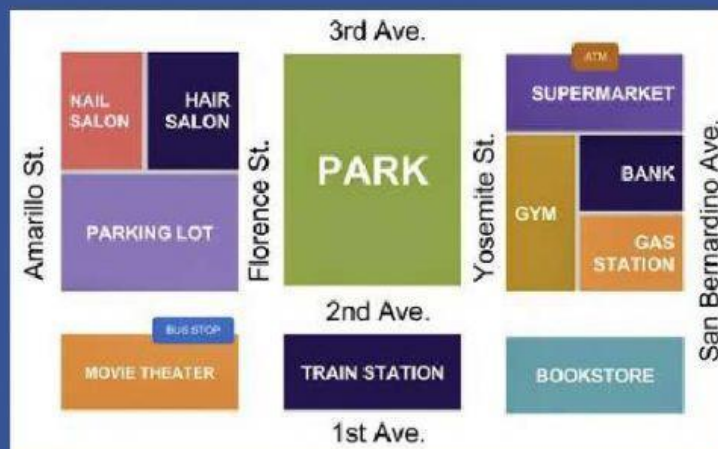 3rd Ave.
ATM
NAIL
SALON
HAIR
SALON
SUPERMARKET
Amarillo St.
Florence St.
PARK
Yosemite St.
San Bernardino Ave.
PARKING LOT
GYM
BANK
GAS
STATION
2nd Ave.
BUS STOP
MOVIE THEATER
TRAIN STATION
BOOKSTORE
1st Ave.